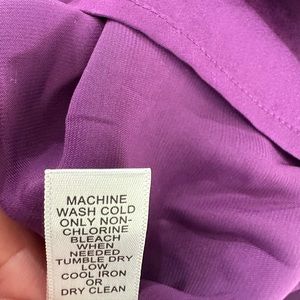 MACHINE
WASH COLD
ONLY NON-
CHLORINE
BLEACH
WHEN
NEEDED
TUMBLE DRY
LOW
COOL IRON
OR
DRY CLEAN